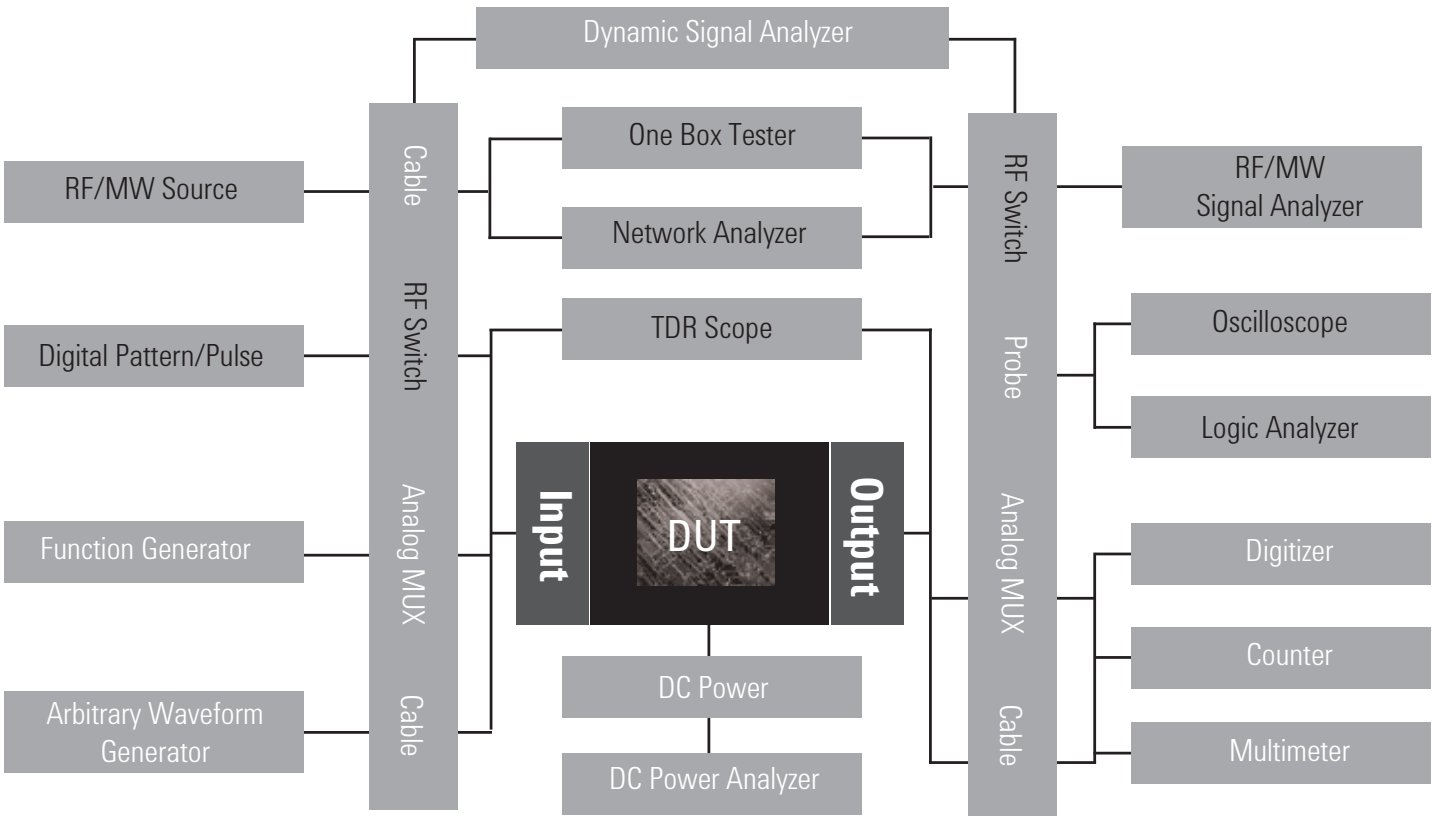 Dynamic Signal Analyzer
Cable
RF Switch
Analog MUX
Cable
RF/MW Source
Digital Pattern/Pulse
Function Generator
Arbitrary Waveform
Generator
One Box Tester
Network Analyzer
TDR Scope
Input
DUT
Output
DC Power
DC Power Analyzer
RF Switch
Probe
Analog MUX
Cable
RF/MW
Signal Analyzer
Oscilloscope
Logic Analyzer
Digitizer
Counter
Multimeter